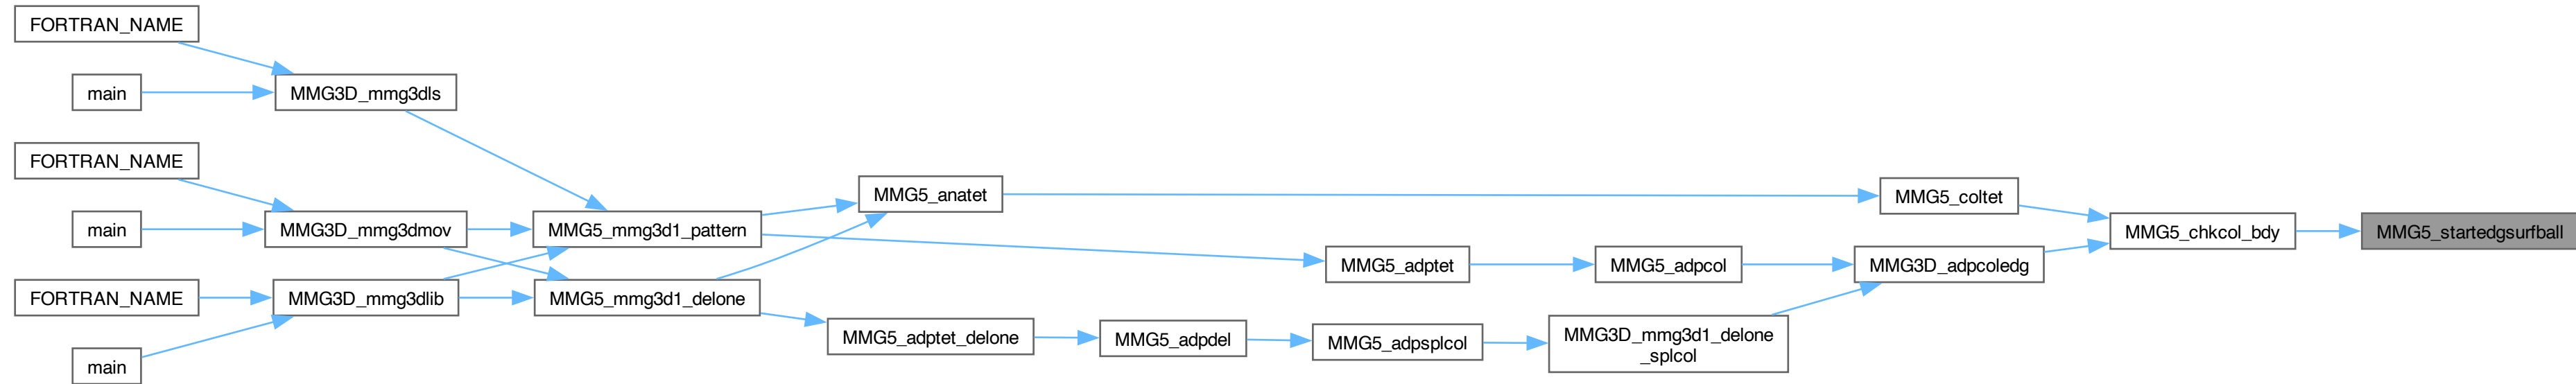 FORTRAN_NAME
main
MMG3D_mmg3dls
FORTRAN_NAME
main
MMG3D_mmg3dmov
FORTRAN_NAME
MMG3D_mmg3dlib
main
MMG5_mmg3d1_pattern
MMG5_mmg3d1_delone
MMG5_anatet
MMG5_adptet_delone
MMG5_adpdel
MMG5_adptet
MMG5_adpsplcol
MMG5_adpcol
MMG3D_mmg3d1_delone
_splcol
MMG5_coltet
MMG3D_adpcoledg
MMG5_chkcol_bdy
MMG5_startedgsurfball